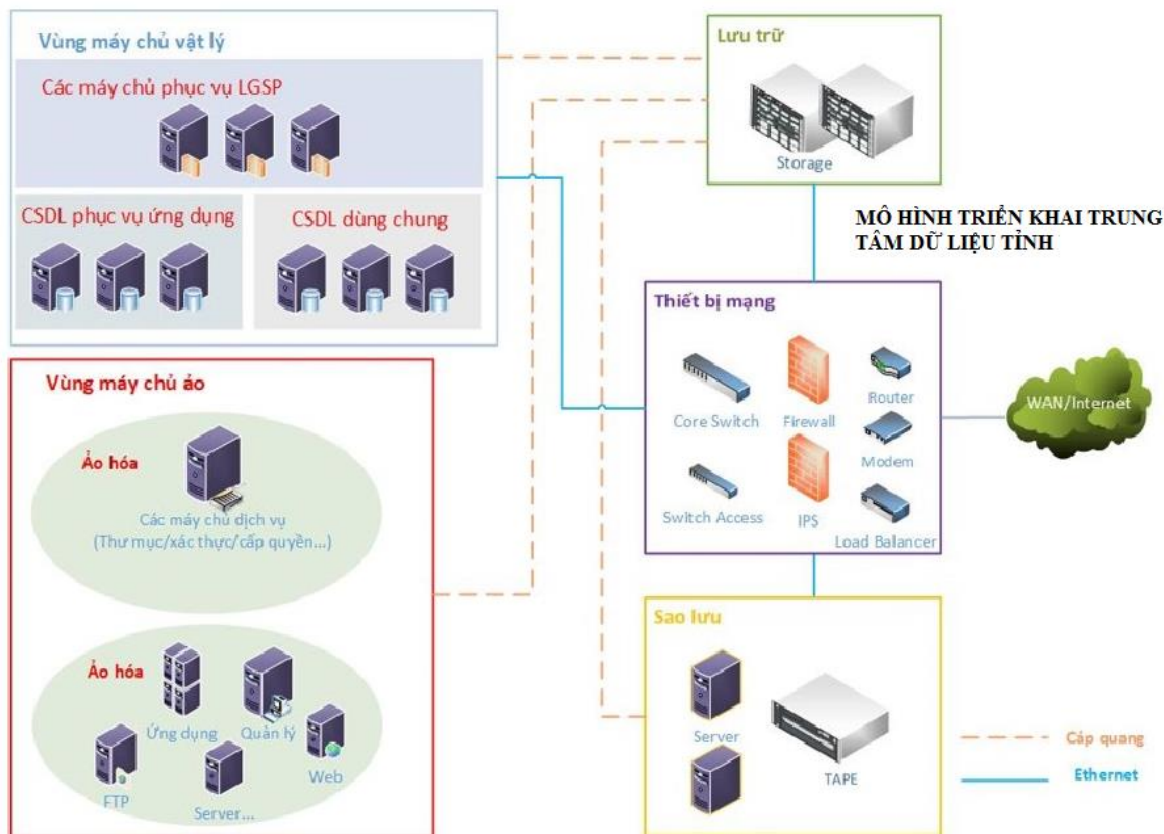 Vùng máy chủ vật lý
Các máy chủ phục vụ LGSP
CSDL phục vụ ứng dụng
CSDL dùng chung
Lưu trữ
Storage
MÔ HÌNH TRIỂN KHAI TRUNG
TÂM DỮ LIỆU TỈNH
Thiết bị mạng
Core Switch
Firewall
Router
Modem
Switch Access
IPS
Load Balancer
WAN/Internet
Vùng máy chủ ảo
Ảo hóa
Các máy chủ dịch vụ
(Thư mục/xác thực/cấp quyền...)
Ảo hóa
Ứng dụng
Quản lý
Web
FTP
Server...
Sao lưu
Server
TAPE
Cáp quang
Ethernet